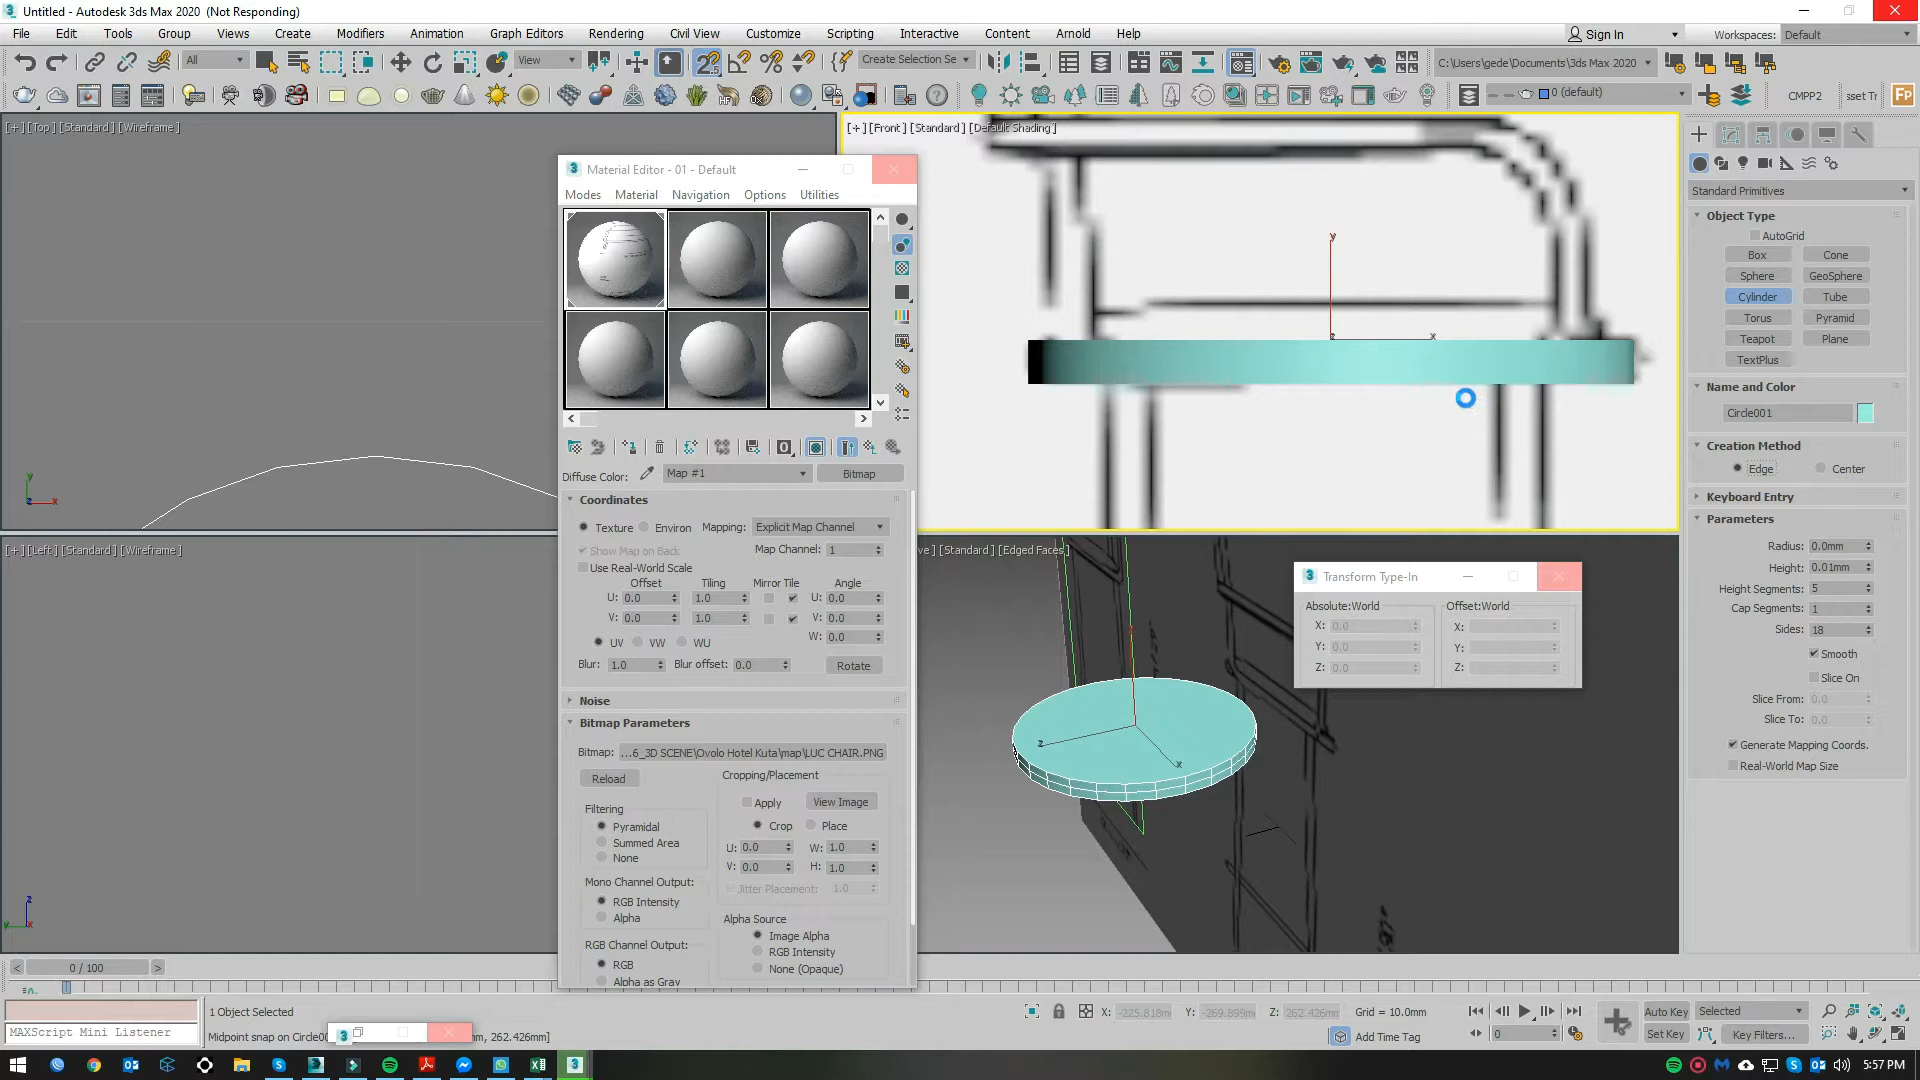 Untitled - Autodesk 3ds Max 2020 (Not Responding)
File Edit Tools Group Views Create Modifiers Animation Graph Editors Rendering Civil View Customize Scripting Interactive Content Arnold Help
Sign In Workspaces: Default
All View Create Selection Se C:\Users\gede\Documents\3ds Max 2020
0 (default) CMPP2 sset Tr
[+] [Top] [Standard] [Wireframe]
[+] [Front] [Standard] [Default Shading]
Material Editor - 01 - Default
Modes Material Navigation Options Utilities
Diffuse Color: Map #1 Bitmap
Coordinates
Texture Environ Mapping: Explicit Map Channel
Show Map on Back Map Channel: 1
Use Real-World Scale
Offset Tiling Mirror Tile Angle
U: 0.0 1.0 U: 0.0
V: 0.0 1.0 V: 0.0
W: 0.0
UV VW WU
Blur: 1.0 Blur offset: 0.0 Rotate
Noise
Bitmap Parameters
Bitmap: ...6_3D SCENE\Ovolo Hotel Kuta\map\LUC CHAIR.PNG
Reload Cropping/Placement
Apply View Image
Crop Place
U: 0.0 W: 1.0
V: 0.0 H: 1.0
Jitter Placement: 1.0
Filtering
Pyramidal
Summed Area
None
Mono Channel Output:
RGB Intensity
Alpha
RGB Channel Output:
RGB
Alpha as Gray
Alpha Source
Image Alpha
RGB Intensity
None (Opaque)
[+] [Left] [Standard] [Wireframe]
ve ] [Standard] [Edged Faces]
Transform Type-In
Absolute:World Offset:World
X: 0.0 X:
Y: 0.0 Y:
Z: 0.0 Z:
Standard Primitives
Object Type
AutoGrid
Box Cone
Sphere GeoSphere
Cylinder Tube
Torus Pyramid
Teapot Plane
TextPlus
Name and Color
Circle001
Creation Method
Edge Center
Keyboard Entry
Parameters
Radius: 0.0mm
Height: 0.01mm
Height Segments: 5
Cap Segments: 1
Sides: 18
Smooth
Slice On
Slice From: 0.0
Slice To: 0.0
Generate Mapping Coords.
Real-World Map Size
0 / 100
1 Object Selected
MAXScript Mini Listener
Midpoint snap on Circle00 m, 262.426mm]
X: -225.818m Y: -269.899m Z: 262.426mm Grid = 10.0mm
Add Time Tag
Auto Key Selected
Set Key Key Filters...
0
5:57 PM